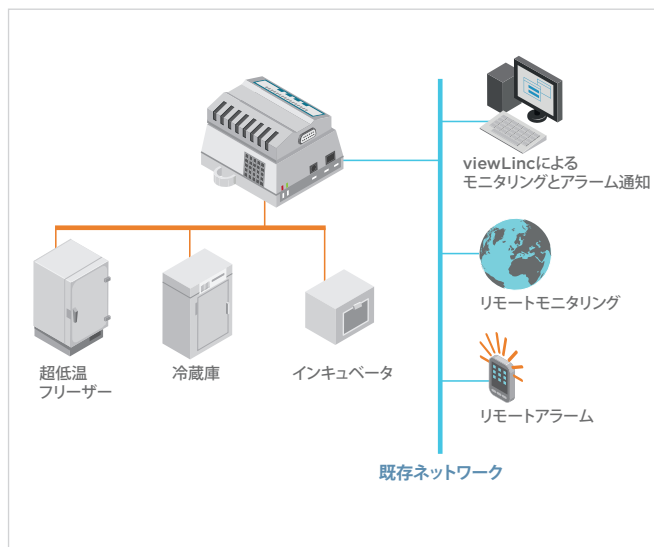 viewLincによる
モニタリングとアラーム通知
リモートモニタリング
超低温
フリーザー
冷蔵庫
インキュベータ
リモートアラーム
既存ネットワーク